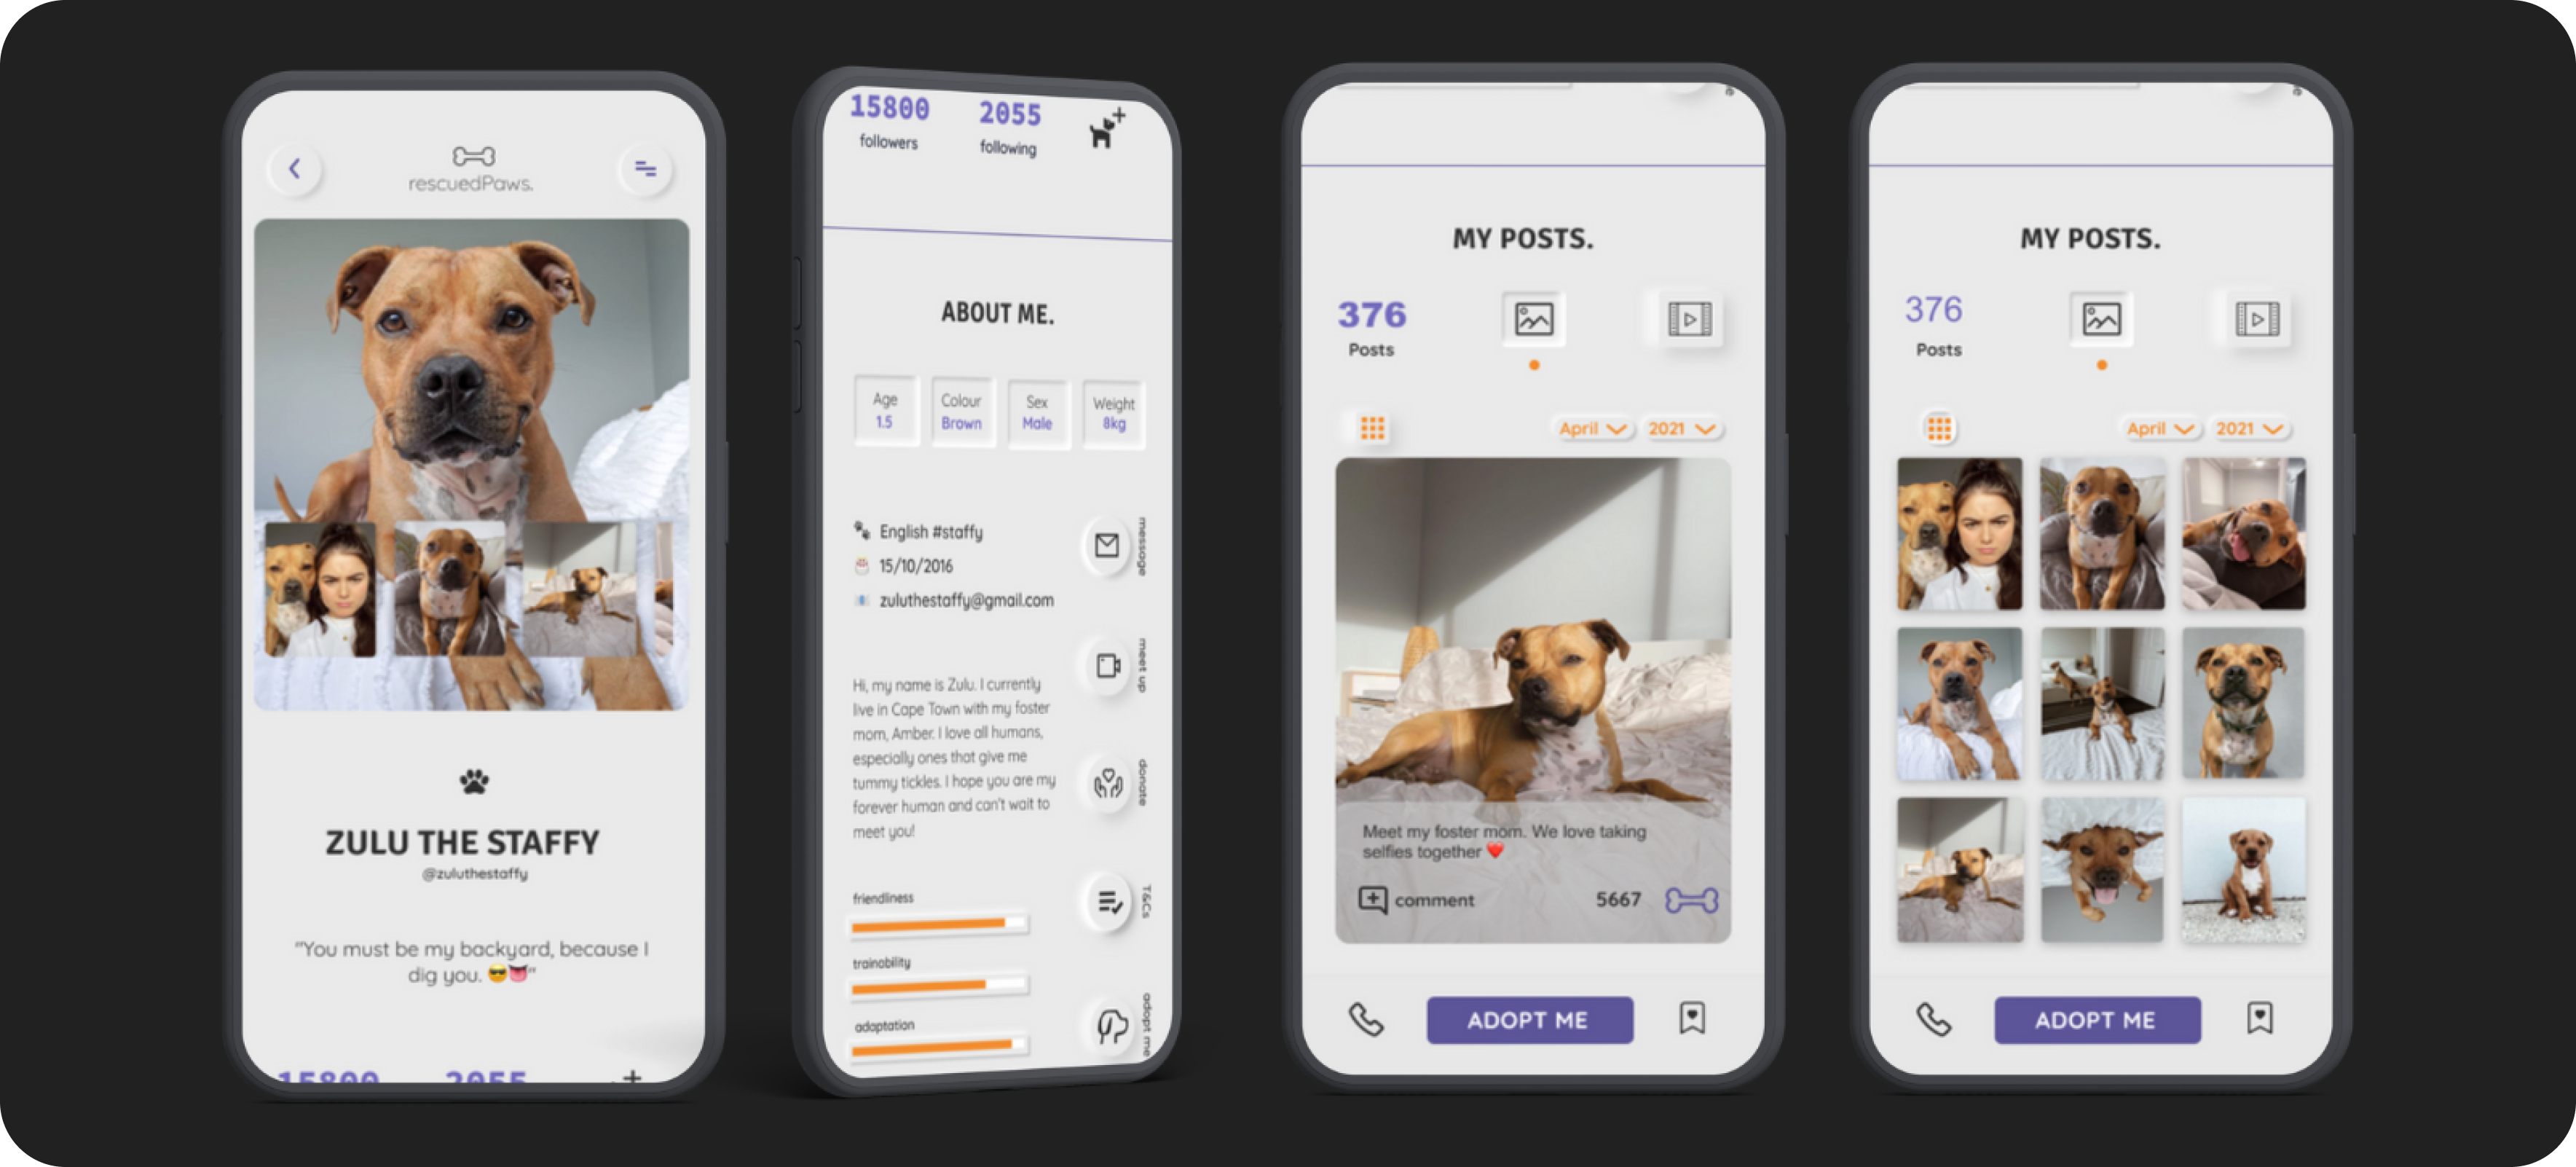 rescuedPaws.
ZULU THE STAFFY
@zuluthestaffy
"You must be my backyard, because I
dig you. 😎👅"
15800 2055
15800 2055
followers following
ABOUT ME.
Age Colour Sex Weight
1.5 Brown Male 8kg
English #staffy
15/10/2016
zuluthestaffy@gmail.com
message
meet up
Hi, my name is Zulu. I currently
live in Cape Town with my foster
mom, Amber. I love all humans,
especially ones that give me
tummy tickles. I hope you are my
forever human and can't wait to
meet you!
donate
friendliness
T&Cs
trainability
adaptation
adopt me
MY POSTS.
376
Posts
April 2021
Meet my foster mom. We love taking
selfies together ❤️
comment 5667
ADOPT ME
MY POSTS.
376
Posts
April 2021
ADOPT ME